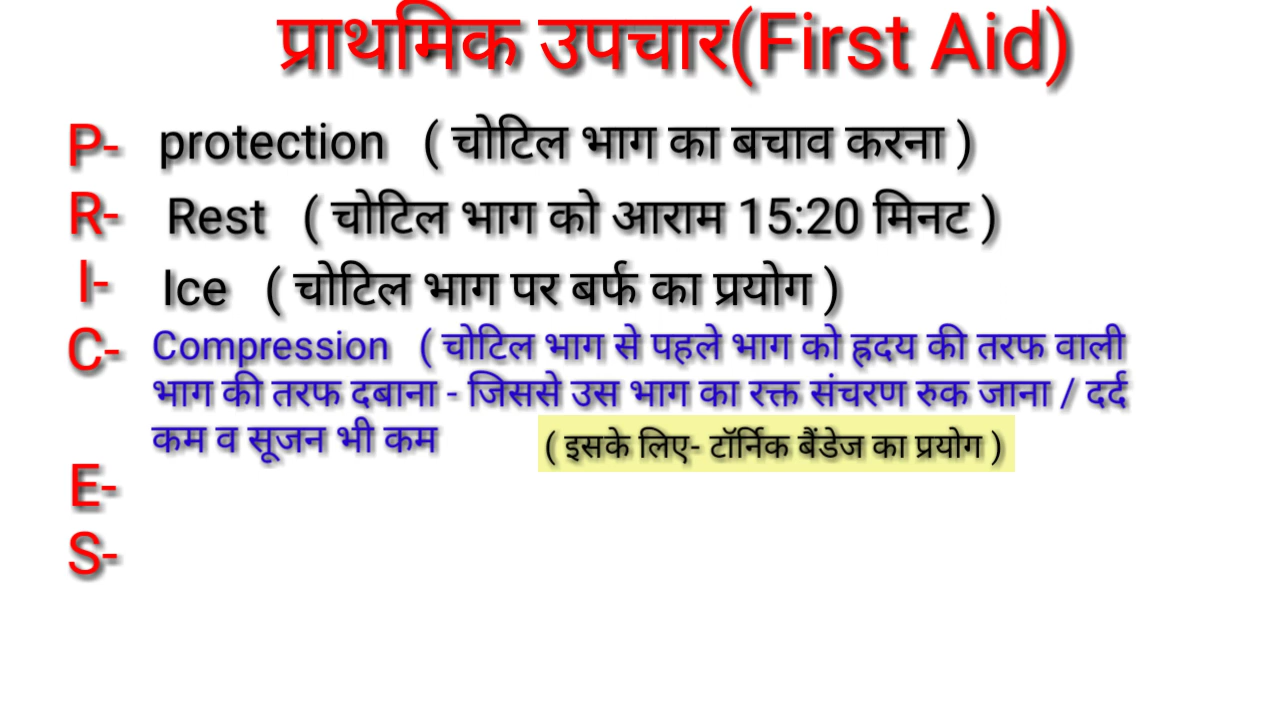 प्राथमिक उपचार(First Aid)
P- protection ( चोटिल भाग का बचाव करना )
R- Rest ( चोटिल भाग को आराम 15:20 मिनट )
I- Ice ( चोटिल भाग पर बर्फ का प्रयोग )
C- Compression ( चोटिल भाग से पहले भाग को ह्रदय की तरफ वाली
भाग की तरफ दबाना - जिससे उस भाग का रक्त संचरण रुक जाना / दर्द
कम व सूजन भी कम ( इसके लिए- टॉर्निक बैंडेज का प्रयोग )
E-
S-